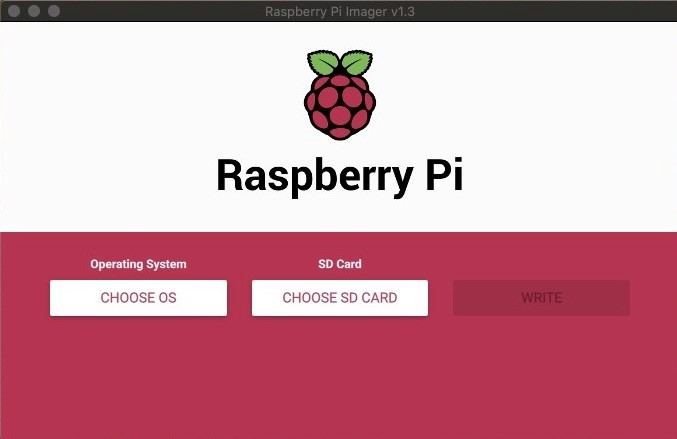 Raspberry Pi Imager v1.3
Raspberry Pi
Operating System
SD Card
CHOOSE OS
CHOOSE SD CARD
WRITE